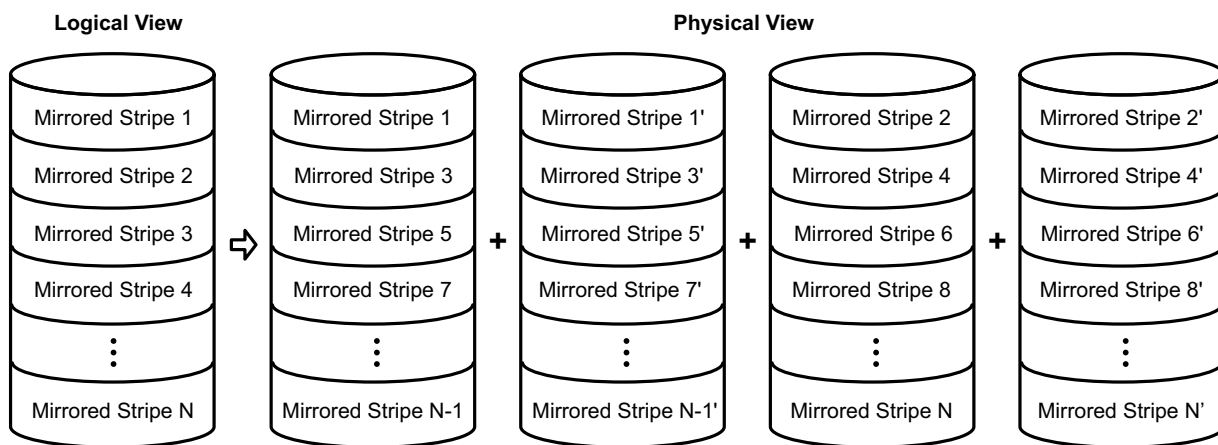 Logical View
Physical View
Mirrored Stripe 1
Mirrored Stripe 2
Mirrored Stripe 3
Mirrored Stripe 4
Mirrored Stripe N
Mirrored Stripe 1
Mirrored Stripe 3
Mirrored Stripe 5
Mirrored Stripe 7
Mirrored Stripe N-1
+
Mirrored Stripe 1'
Mirrored Stripe 3'
Mirrored Stripe 5'
Mirrored Stripe 7'
Mirrored Stripe N-1'
+
Mirrored Stripe 2
Mirrored Stripe 4
Mirrored Stripe 6
Mirrored Stripe 8
Mirrored Stripe N
+
Mirrored Stripe 2'
Mirrored Stripe 4'
Mirrored Stripe 6'
Mirrored Stripe 8'
Mirrored Stripe N’